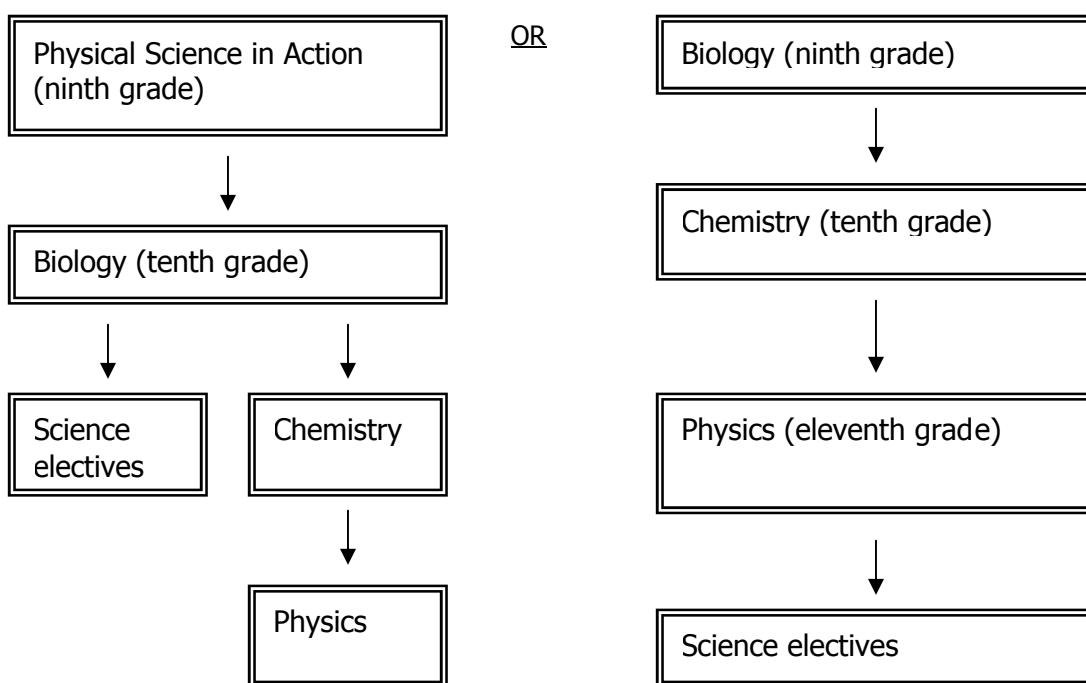 Physical Science in Action
(ninth grade)
OR
Biology (ninth grade)
Biology (tenth grade)
Chemistry (tenth grade)
Science
electives
Chemistry
Physics (eleventh grade)
Physics
Science electives